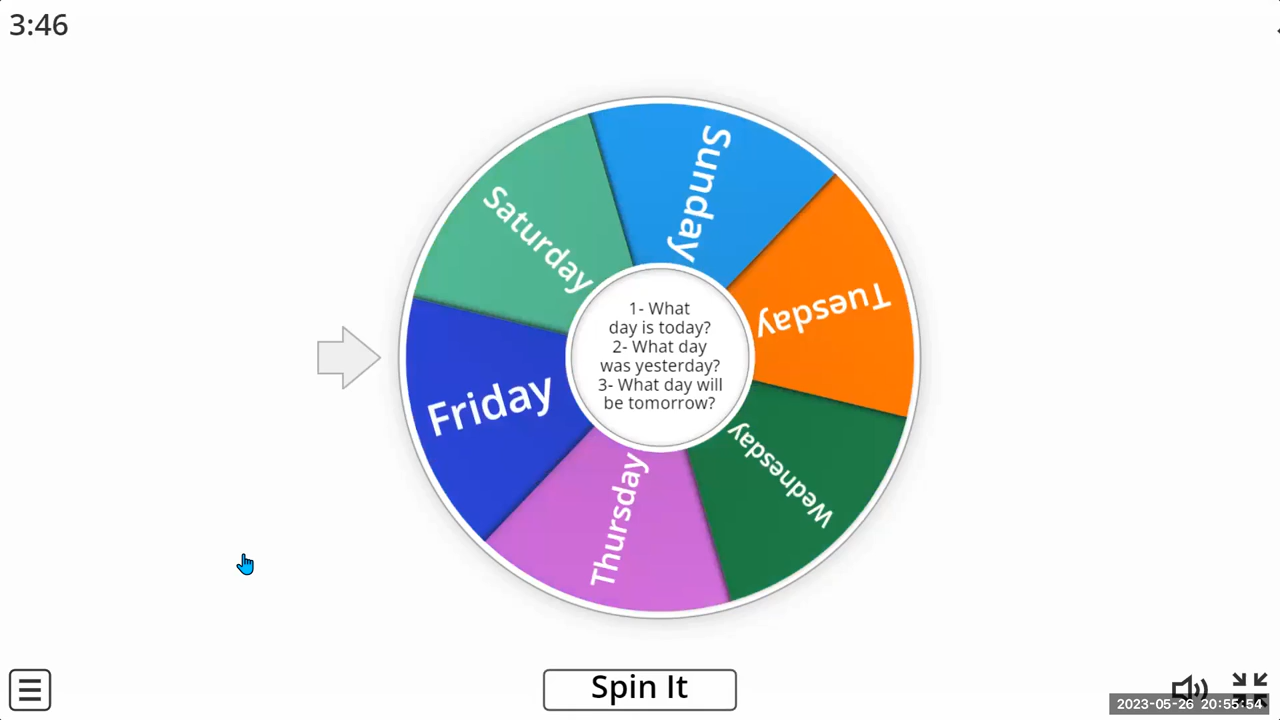 3:46
Sunday
Saturday
Tuesday
1- What
day is today?
2- What day
was yesterday?
3- What day will
be tomorrow?
Friday
Wednesday
Thursday
Spin It
2023-05-26 20:55:54